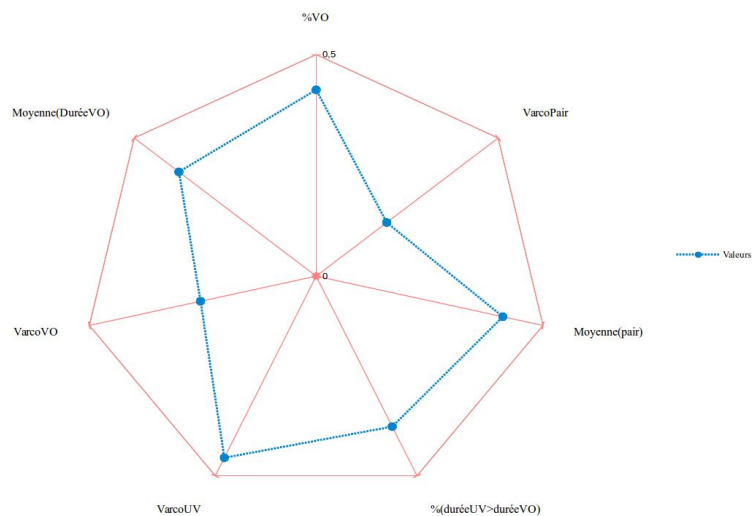 %VO
0,5
Moyenne(DuréeVO)
VarcoPair
Valeurs
0
VarcoVO
Moyenne(pair)
VarcoUV
%(duréeUV>duréeVO)